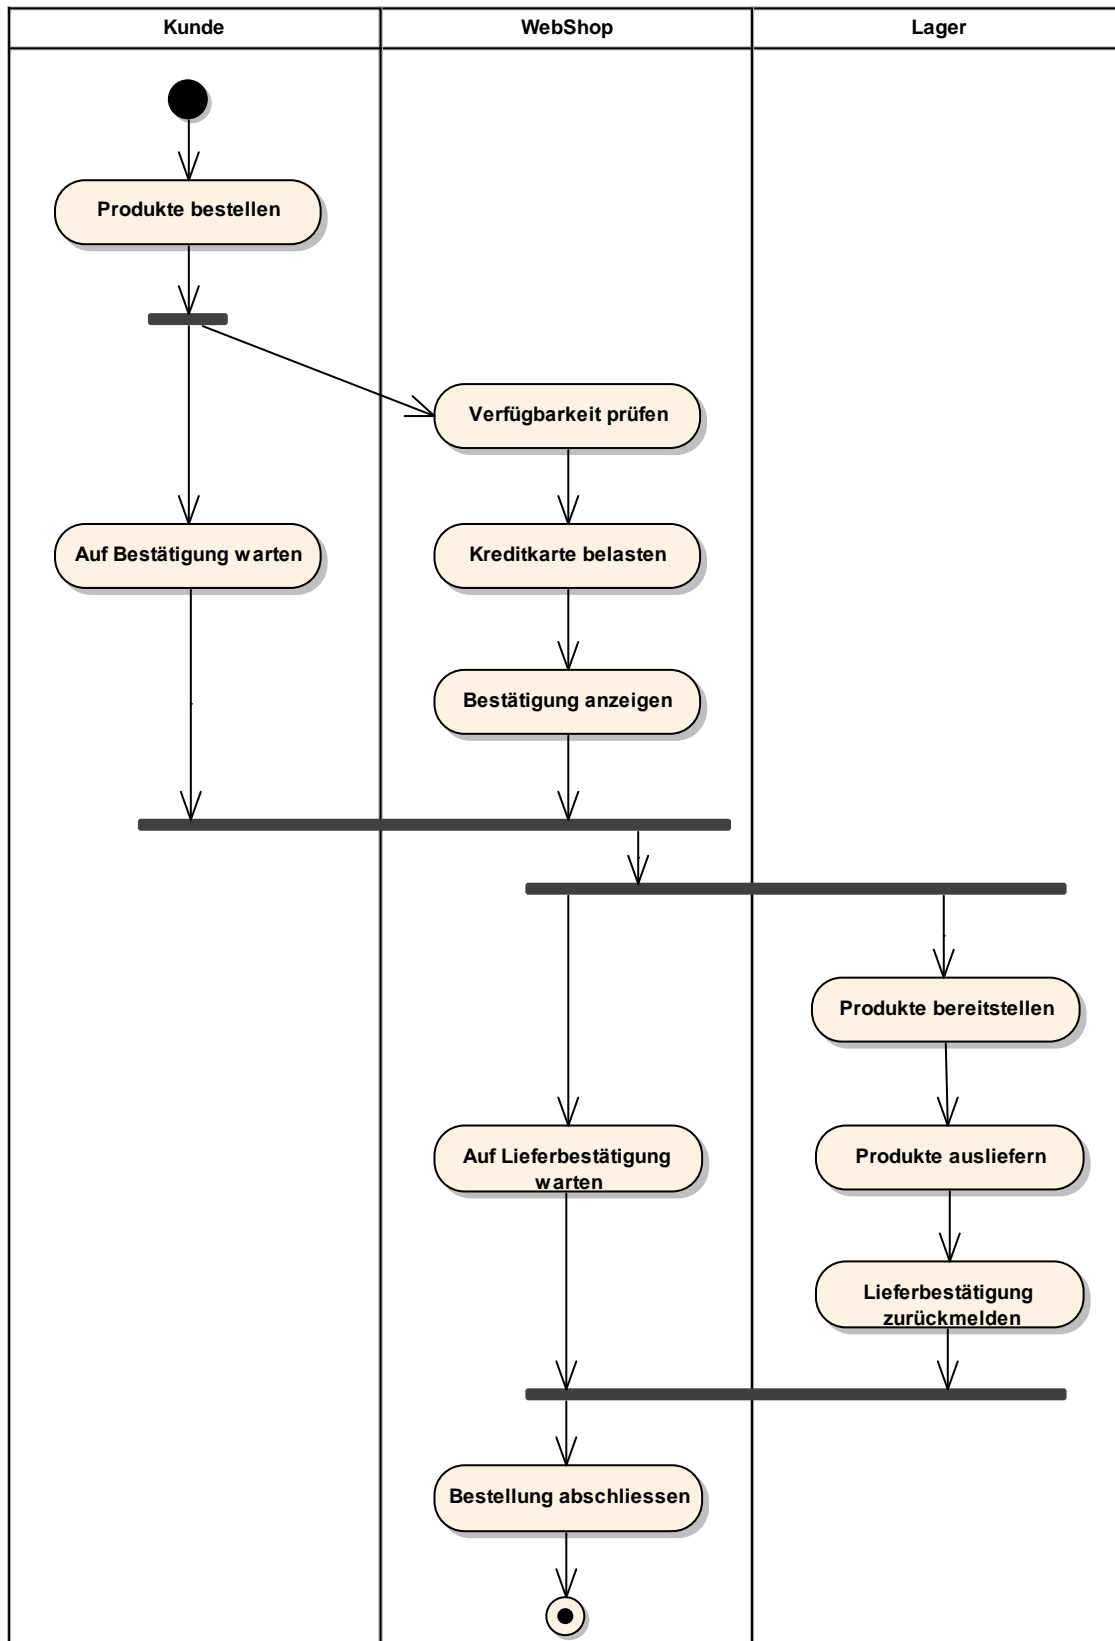 Kunde
WebShop
Lager
Produkte bestellen
Verfügbarkeit prüfen
Auf Bestätigung warten
Kreditkarte belasten
Bestätigung anzeigen
Produkte bereitstellen
Auf Lieferbestätigung
warten
Produkte ausliefern
Lieferbestätigung
zurückmelden
Bestellung abschliessen